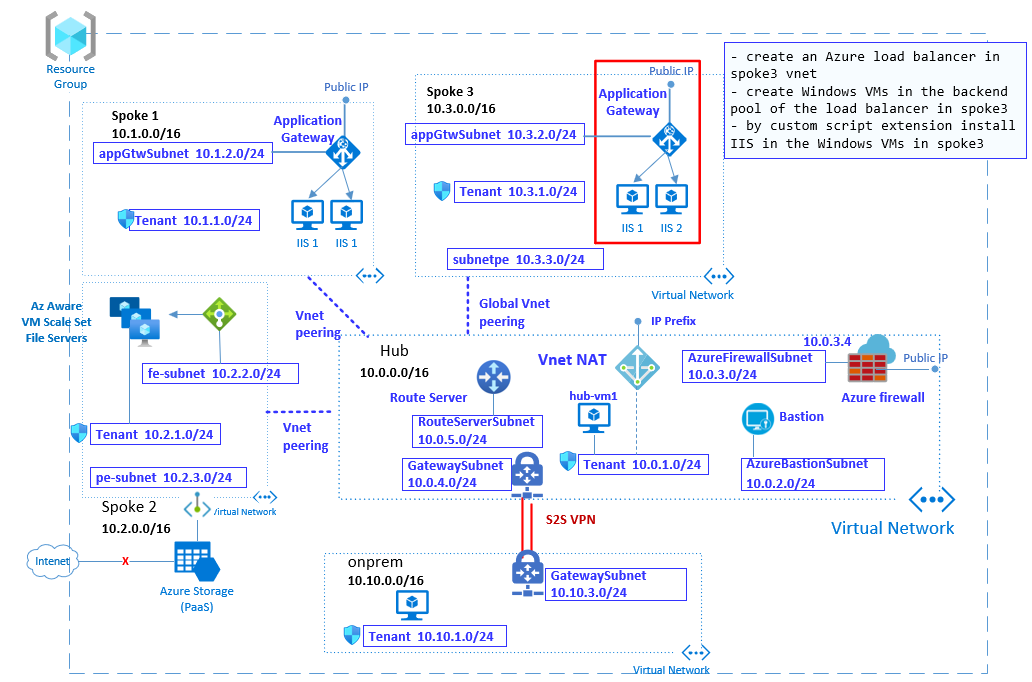 Resource
Group
Public IP
Spoke 1
10.1.0.0/16
Application
Gateway
appGtwSubnet 10.1.2.0/24
Tenant 10.1.1.0/24
IIS 1
IIS 1
Public IP
Spoke 3
10.3.0.0/16
Application
Gateway
appGtwSubnet 10.3.2.0/24
Tenant 10.3.1.0/24
IIS 1
IIS 2
subnetpe 10.3.3.0/24
Virtual Network
- create an Azure load balancer in
spoke3 vnet
- create Windows VMs in the backend
pool of the load balancer in spoke3
- by custom script extension install
IIS in the Windows VMs in spoke3
Az Aware
VM Scale Set
File Servers
fe-subnet 10.2.2.0/24
Tenant 10.2.1.0/24
pe-subnet 10.2.3.0/24
Spoke 2
10.2.0.0/16
Virtual Network
Vnet
peering
Global Vnet
peering
Vnet
peering
Hub
10.0.0.0/16
Route Server
RouteServerSubnet
10.0.5.0/24
GatewaySubnet
10.0.4.0/24
IP Prefix
Vnet NAT
hub-vm1
Tenant 10.0.1.0/24
10.0.3.4
AzureFirewallSubnet
10.0.3.0/24
Public IP
Azure firewall
Bastion
AzureBastionSubnet
10.0.2.0/24
Virtual Network
S2S VPN
Intenet
X
Azure Storage
(PaaS)
onprem
10.10.0.0/16
GatewaySubnet
10.10.3.0/24
Tenant 10.10.1.0/24
Virtual Network